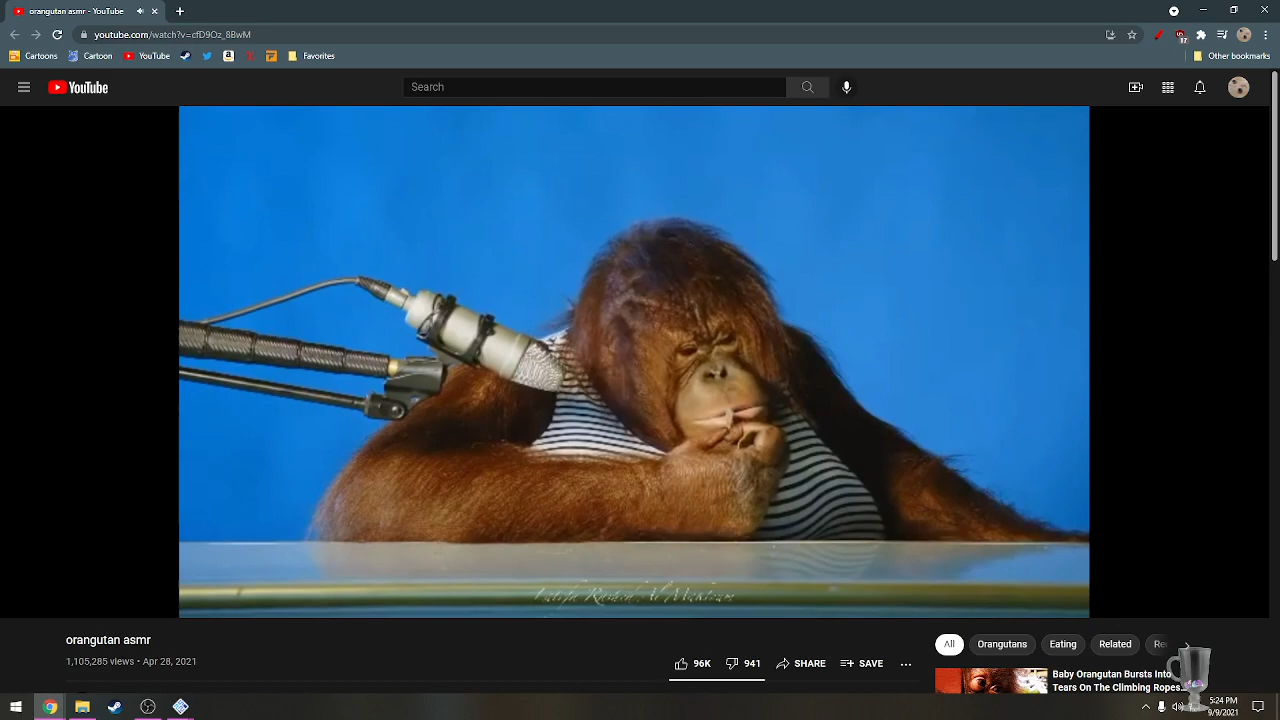 orangutan asmr - YouTube
youtube.com/watch?v=cfD9Oz_8BwM
17
Cartoons Cartoon YouTube Favorites Other bookmarks
YouTube Search
orangutan asmr
1,105,285 views • Apr 28, 2021
96K 941 SHARE SAVE
All Orangutans Eating Related Re
Baby Orangutan Bursts Into
Tears On The Climbing Ropes
5:24 PM
9/9/2021